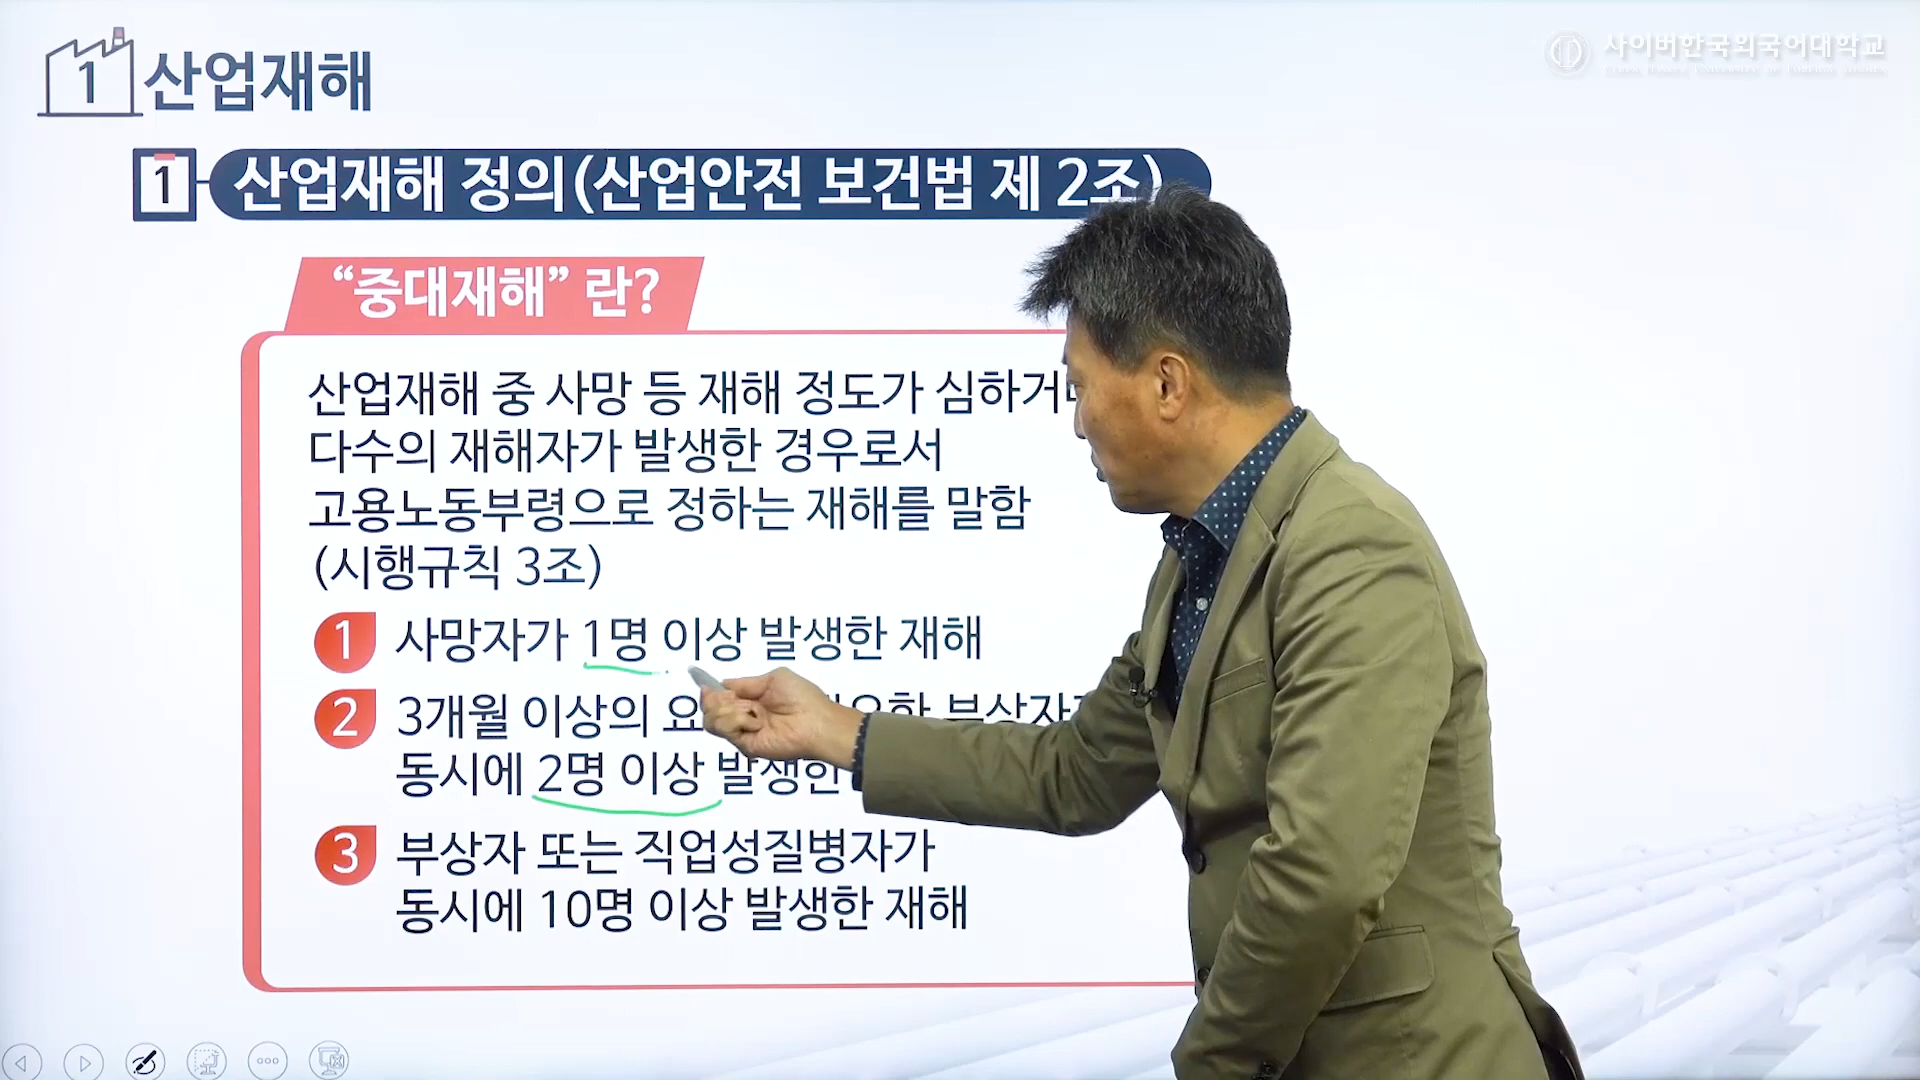 1 산업재해
사이버한국외국어대학교
1 산업재해 정의(산업안전 보건법 제 2조)
“중대재해” 란?
산업재해 중 사망 등 재해 정도가 심하거
다수의 재해자가 발생한 경우로서
고용노동부령으로 정하는 재해를 말함
(시행규칙 3조)
1 사망자가 1명 이상 발생한 재해
2 3개월 이상의 요 부상자
동시에 2명 이상 발생한
3 부상자 또는 직업성질병자가
동시에 10명 이상 발생한 재해